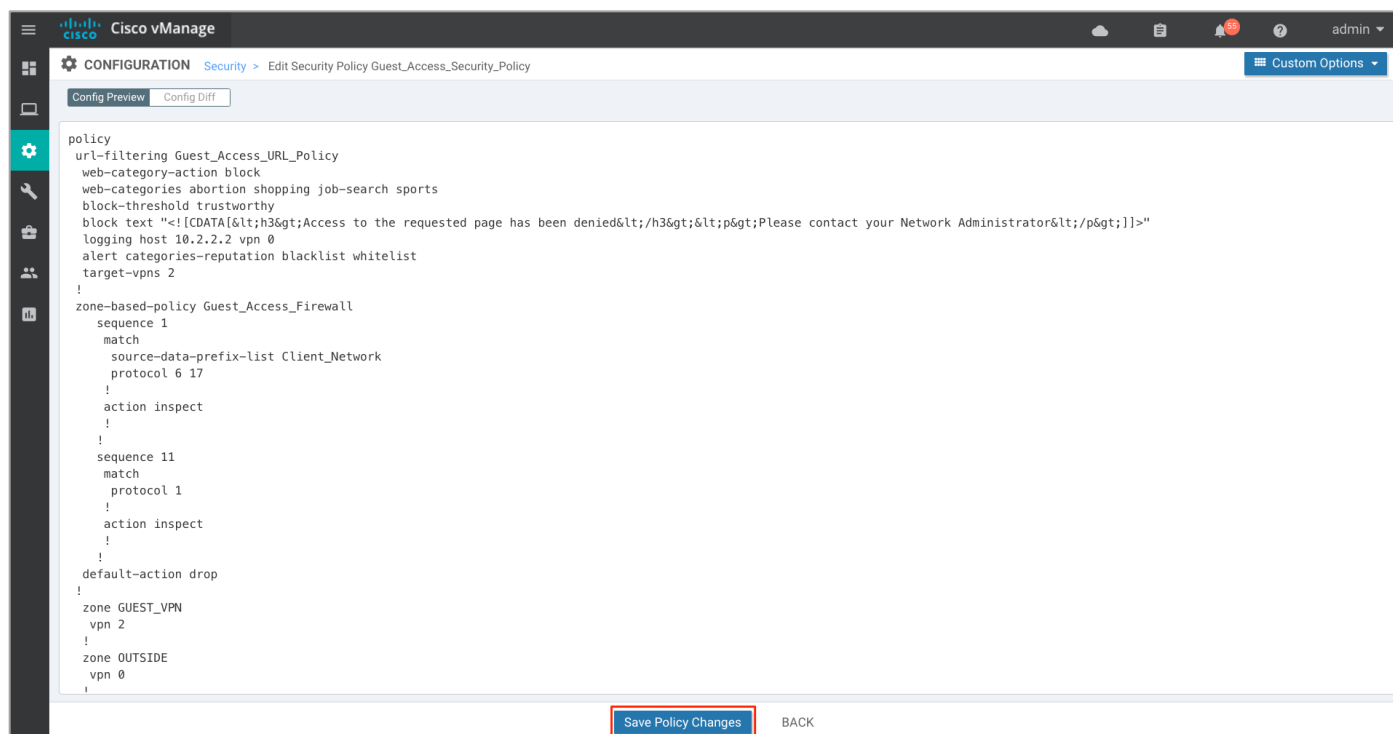 cisco Cisco vManage 55 admin
CONFIGURATION Security > Edit Security Policy Guest_Access_Security_Policy Custom Options
Config Preview Config Diff
policy
url-filtering Guest_Access_URL_Policy
web-category-action block
web-categories abortion shopping job-search sports
block-threshold trustworthy
block text "<![CDATA[&lt;h3&gt;Access to the requested page has been denied&lt;/h3&gt;&lt;p&gt;Please contact your Network Administrator&lt;/p&gt;]]>"
logging host 10.2.2.2 vpn 0
alert categories-reputation blacklist whitelist
target-vpns 2
!
zone-based-policy Guest_Access_Firewall
sequence 1
match
source-data-prefix-list Client_Network
protocol 6 17
!
action inspect
!
!
sequence 11
match
protocol 1
!
action inspect
!
!
default-action drop
!
zone GUEST_VPN
vpn 2
!
zone OUTSIDE
vpn 0
!
Save Policy Changes BACK